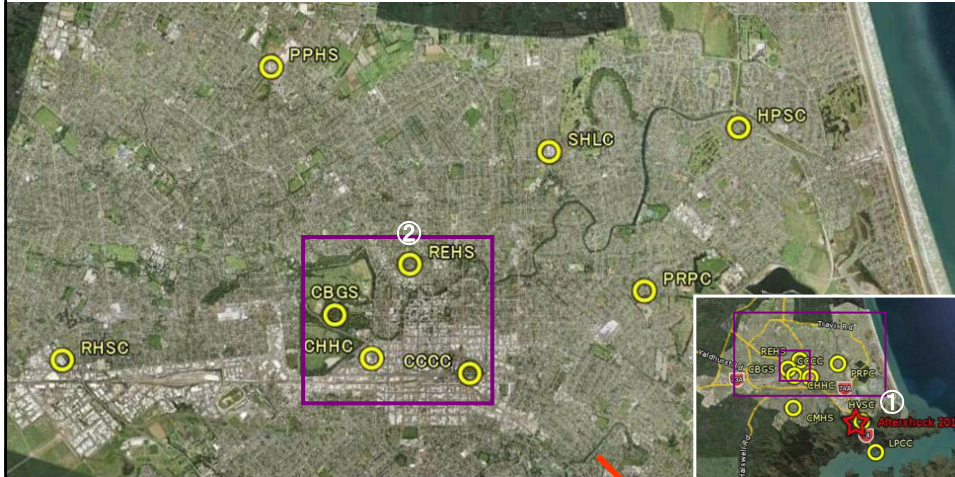 PPHS
HPSC
SHLC
②
REHS
PRPC
CBGS
CHHC
CCCC
RHSC
Travis Rd
REHS
CCCC
CBGS
PRPC
CHHC
74A
HVSC
①
CMHS
Aftershock 201
LPCC